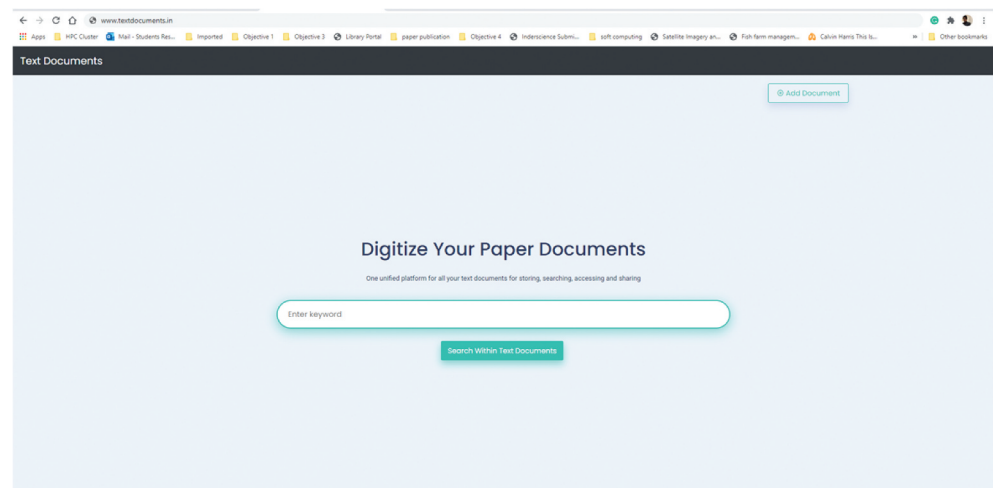 www.textdocuments.in
Apps HPC Cluster Mail - Students Res... Imported Objective 1 Objective 3 Library Portal paper publication Objective 4 Inderscience Submi... soft computing Satellite Imagery an... Fish farm managem... Calvin Harris This Is... » Other bookmarks
Text Documents
Add Document
Digitize Your Paper Documents
One unified platform for all your text documents for storing, searching, accessing and sharing
Enter keyword
Search Within Text Documents